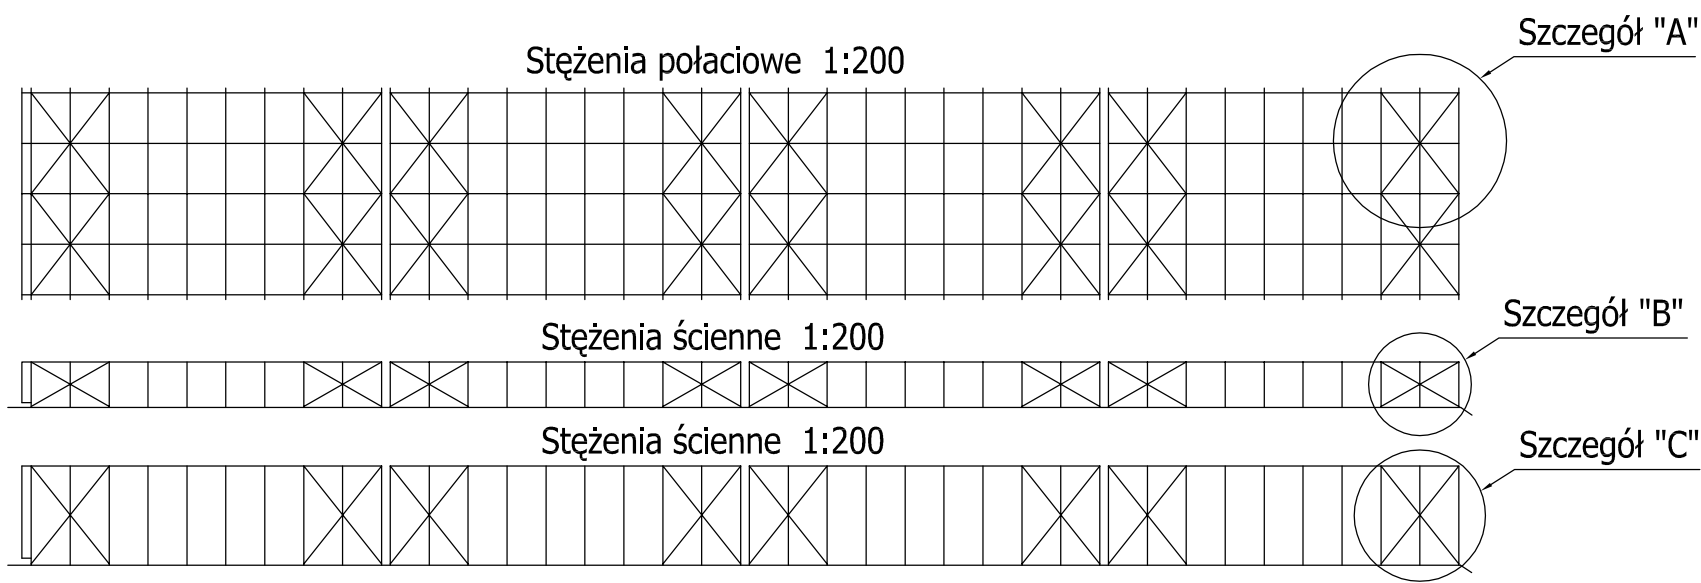 Szczegół "A"
Stężenia połaciowe 1:200
Szczegół "B"
Stężenia ścienne 1:200
Szczegół "C"
Stężenia ścienne 1:200